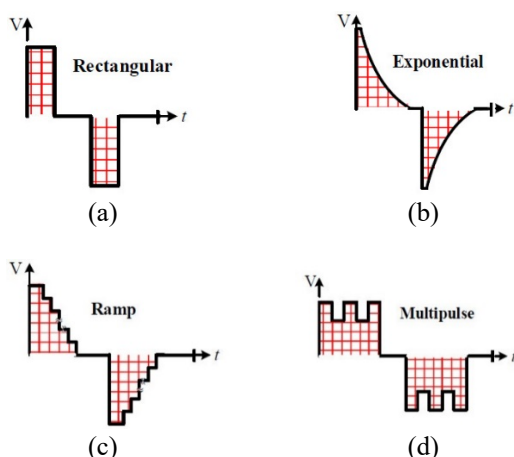 V
Rectangular
t
(a)
V
Exponential
t
(b)
V
Ramp
t
(c)
V
Multipulse
t
(d)